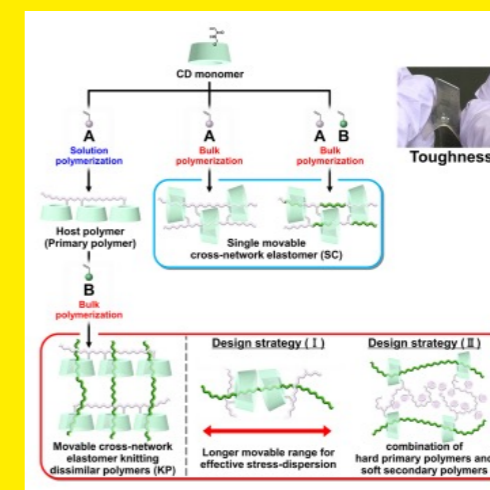 CD monomer
A
Solution
polymerization
A
Bulk
polymerization
A B
Bulk
polymerization
Toughness
Host polymer
(Primary polymer)
Single movable
cross-network elastomer (SC)
B
Bulk
polymerization
Movable cross-network
elastomer knitting
dissimilar polymers (KP)
Design strategy (Ⅰ)
Longer movable range for
effective stress-dispersion
Design strategy (Ⅱ)
combination of
hard primary polymers and
soft secondary polymers